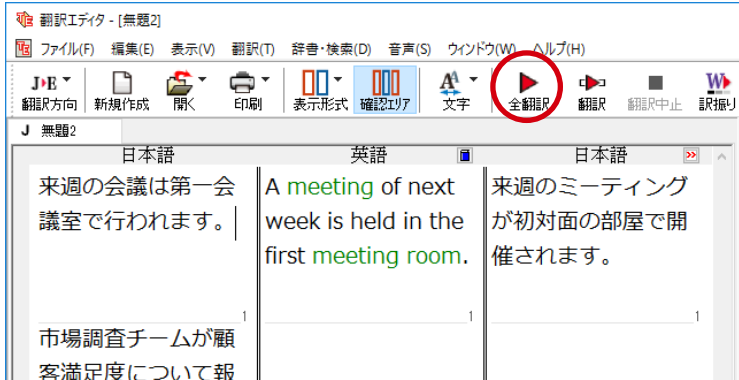 翻訳エディタ - [無題2]
ファイル(F) 編集(E) 表示(V) 翻訳(T) 辞書・検索(D) 音声(S) ウィンドウ(W) ヘルプ(H)
J▸E
翻訳方向 新規作成 開く 印刷 表示形式 確認エリア 文字 全翻訳 翻訳 翻訳中止 訳振り
J 無題2
日本語 英語 日本語
来週の会議は第一会
議室で行われます。
1
A meeting of next
week is held in the
first meeting room.
1
来週のミーティング
が初対面の部屋で開
催されます。
1
市場調査チームが顧
客満足度について報